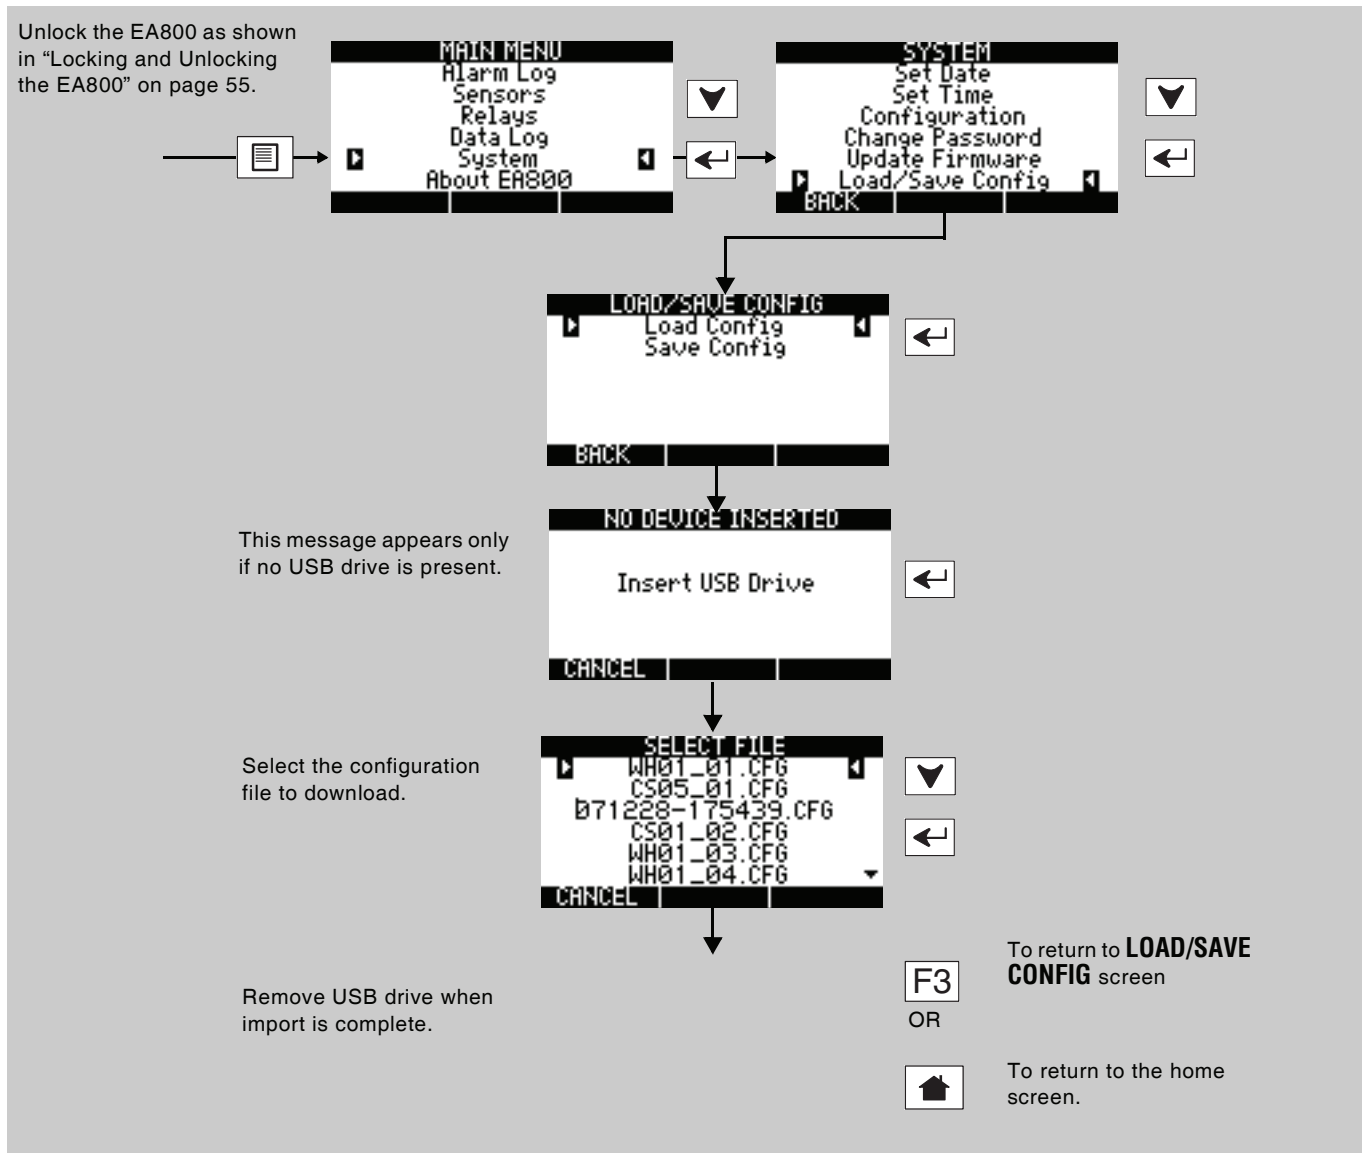 Unlock the EA800 as shown
in “Locking and Unlocking
the EA800” on page 55.
MAIN MENU
Alarm Log
Sensors
Relays
Data Log
System
About EA800
SYSTEM
Set Date
Set Time
Configuration
Change Password
Update Firmware
Load/Save Config
BACK
LOAD/SAVE CONFIG
Load Config
Save Config
BACK
This message appears only
if no USB drive is present.
NO DEVICE INSERTED
Insert USB Drive
CANCEL
Select the configuration
file to download.
SELECT FILE
WH01_01.CFG
CS05_01.CFG
071228-175439.CFG
CS01_02.CFG
WH01_03.CFG
WH01_04.CFG
CANCEL
Remove USB drive when
import is complete.
F3
OR
To return to LOAD/SAVE
CONFIG screen
To return to the home
screen.